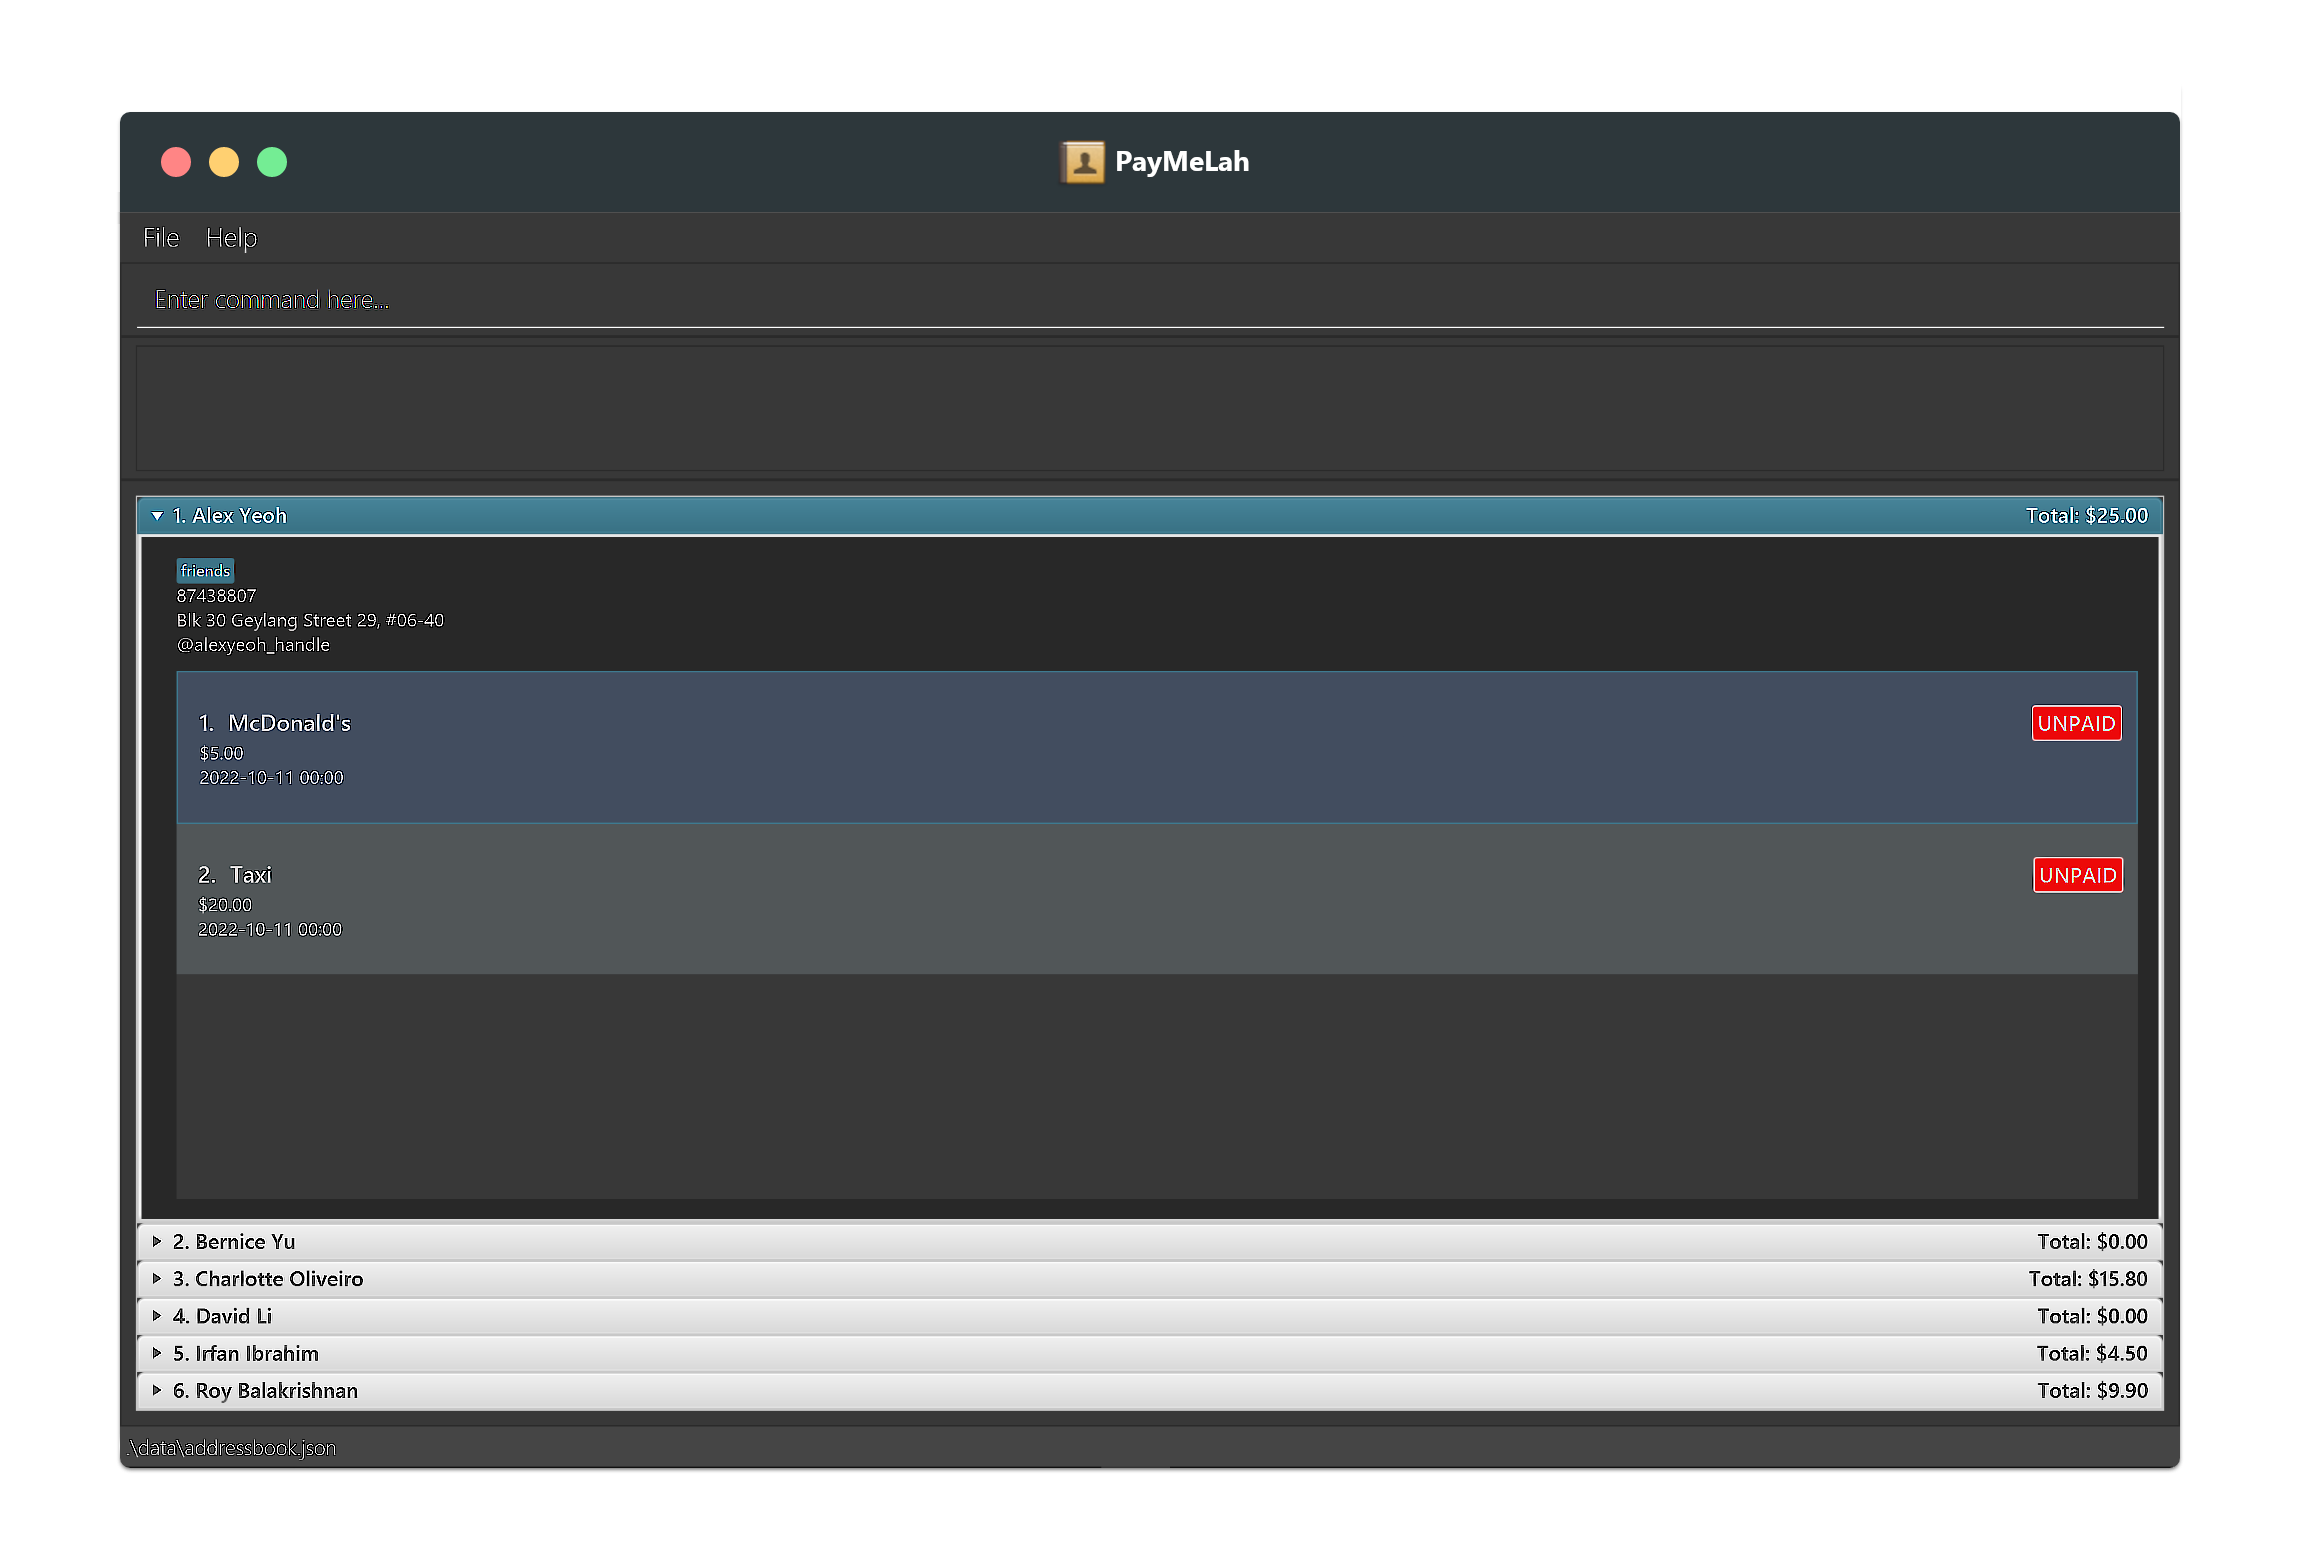 PayMeLah
File Help
Enter command here...
1. Alex Yeoh Total: $25.00
friends
87438807
Blk 30 Geylang Street 29, #06-40
@alexyeoh_handle
1. McDonald's UNPAID
$5.00
2022-10-11 00:00
2. Taxi UNPAID
$20.00
2022-10-11 00:00
2. Bernice Yu Total: $0.00
3. Charlotte Oliveiro Total: $15.80
4. David Li Total: $0.00
5. Irfan Ibrahim Total: $4.50
6. Roy Balakrishnan Total: $9.90
.\data\addressbook.json